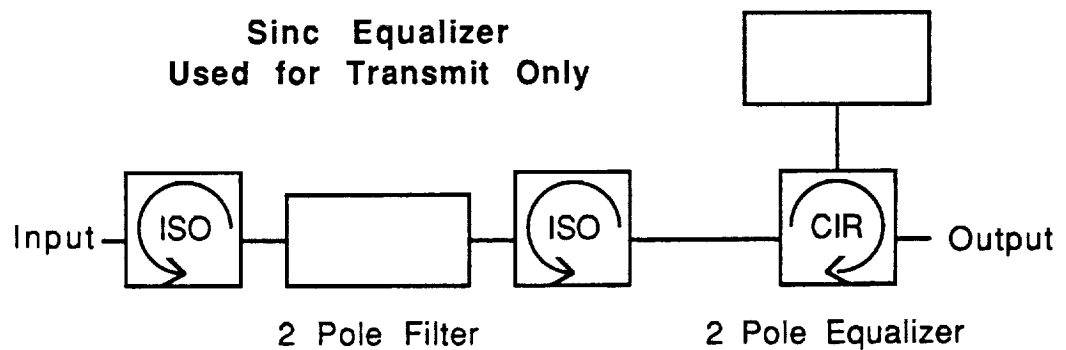 Sinc Equalizer
Used for Transmit Only
Input
ISO
ISO
CIR
Output
2 Pole Filter
2 Pole Equalizer